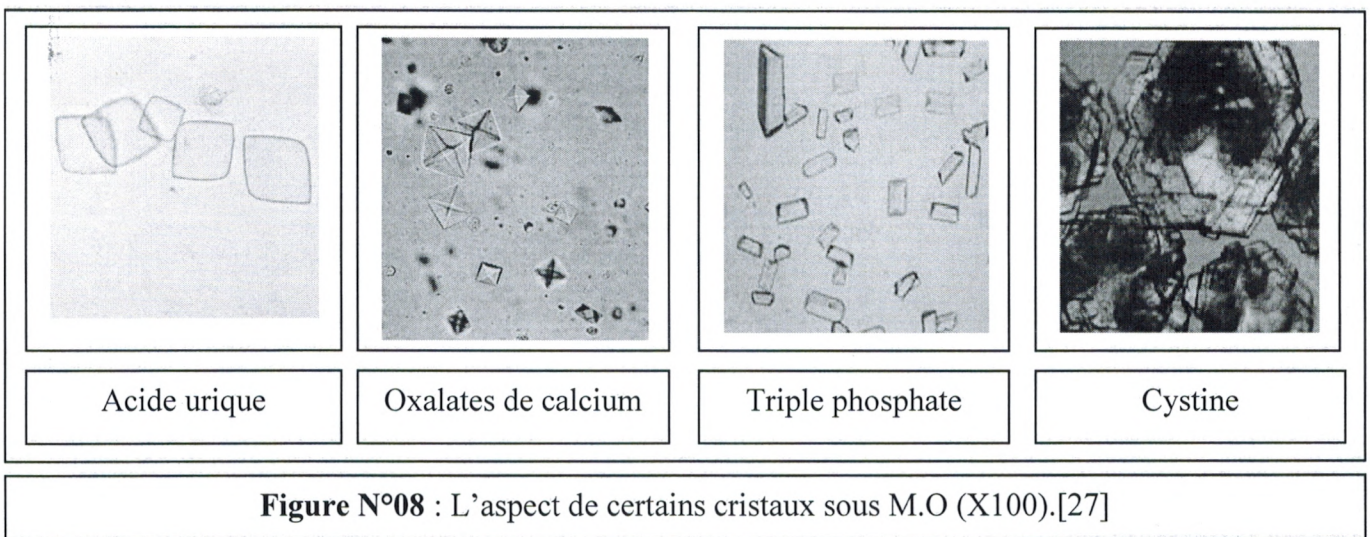 Acide urique
Oxalates de calcium
Triple phosphate
Cystine
Figure N°08 : L'aspect de certains cristaux sous M.O (X100).[27]